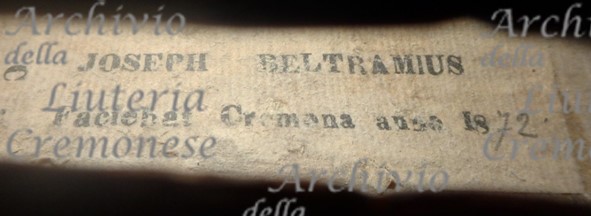 JOSEPH BELTRAMIUS
Faciebat Cremona anno 1872
Archivio
della
Liuteria
Cremonese
Archivio
della